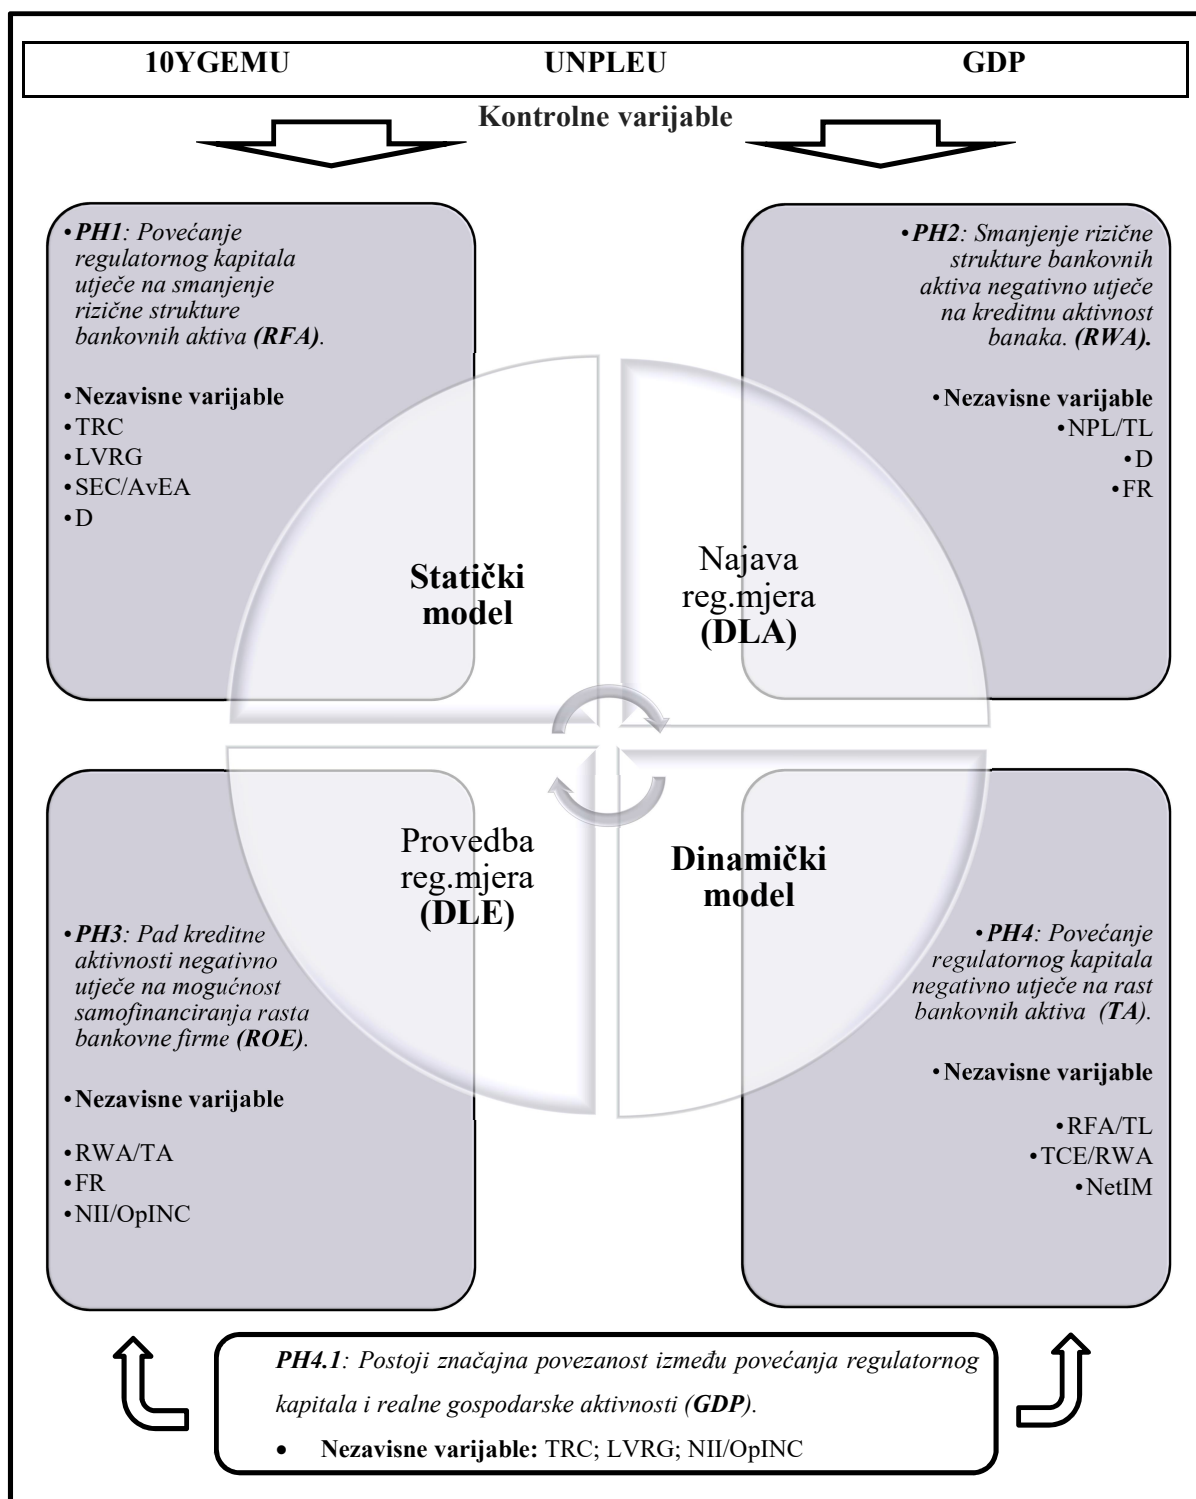 10YGEMU UNPLEU GDP
Kontrolne varijable
•PH1: Povećanje
regulatornog kapitala
utječe na smanjenje
rizične strukture
bankovnih aktiva (RFA).
•Nezavisne varijable
•TRC
•LVRG
•SEC/AvEA
•D
•PH2: Smanjenje rizične
strukture bankovnih
aktiva negativno utječe
na kreditnu aktivnost
banaka. (RWA).
•Nezavisne varijable
•NPL/TL
•D
•FR
Statički
model
Najava
reg.mjera
(DLA)
Provedba
reg.mjera
(DLE)
Dinamički
model
•PH3: Pad kreditne
aktivnosti negativno
utječe na mogućnost
samofinanciranja rasta
bankovne firme (ROE).
•Nezavisne varijable
•RWA/TA
•FR
•NII/OpINC
•PH4: Povećanje
regulatornog kapitala
negativno utječe na rast
bankovnih aktiva (TA).
•Nezavisne varijable
•RFA/TL
•TCE/RWA
•NetIM
PH4.1: Postoji značajna povezanost između povećanja regulatornog
kapitala i realne gospodarske aktivnosti (GDP).
• Nezavisne varijable: TRC; LVRG; NII/OpINC